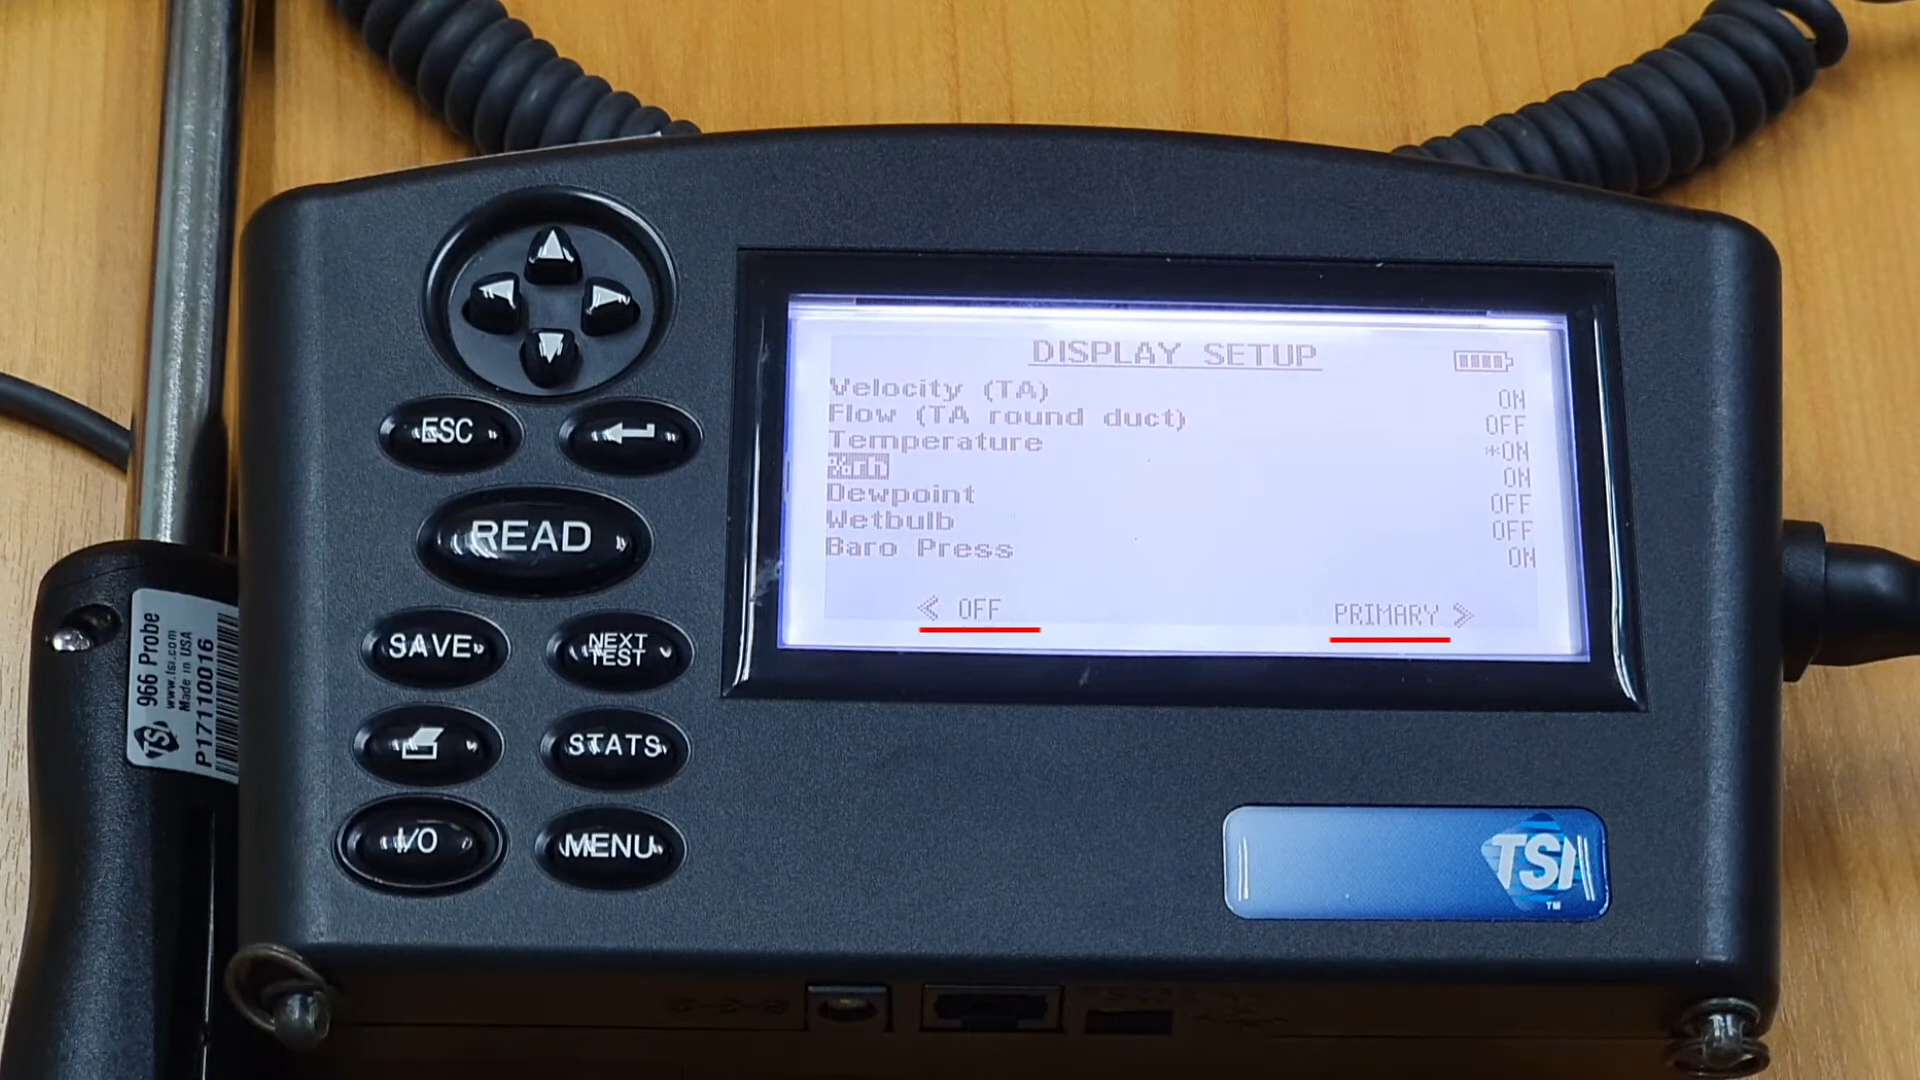 DISPLAY SETUP
Velocity (TA) ON
Flow (TA round duct) OFF
Temperature *ON
%rh ON
Dewpoint OFF
Wetbulb OFF
Baro Press ON
< OFF PRIMARY >
ESC
READ
SAVE
NEXT TEST
STATS
I/O
MENU
TSI
TM
TSI
966 Probe
www.tsi.com
Made in USA
P17110016